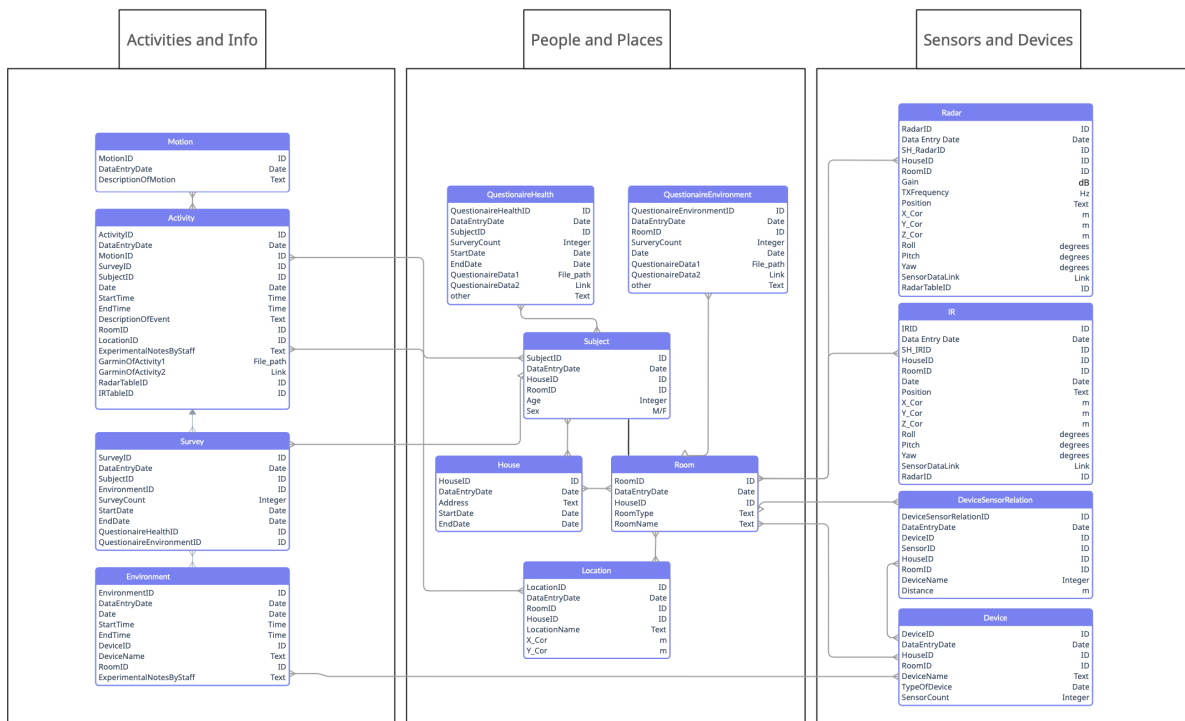 Activities and Info
People and Places
Sensors and Devices
Motion
MotionID ID
DataEntryDate Date
DescriptionOfMotion Text
Activity
ActivityID ID
DataEntryDate Date
MotionID ID
SurveyID ID
SubjectID ID
Date Date
StartTime Time
EndTime Time
DescriptionOfEvent Text
RoomID ID
LocationID ID
ExperimentalNotesByStaff Text
GarminOfActivity1 File_path
GarminOfActivity2 Link
RadarTableID ID
IRTableID ID
Survey
SurveyID ID
DataEntryDate Date
SubjectID ID
EnvironmentID ID
SurveyCount Integer
StartDate Date
EndDate Date
QuestionaireHealthID ID
QuestionaireEnvironmentID ID
Environment
EnvironmentID ID
DataEntryDate Date
Date Date
StartTime Time
EndTime Time
DeviceID ID
DeviceName Text
RoomID ID
ExperimentalNotesByStaff Text
QuestionaireHealth
QuestionaireHealthID ID
DataEntryDate Date
SubjectID ID
SurveryCount Integer
StartDate Date
EndDate Date
QuestionaireData1 File_path
QuestionaireData2 Link
other Text
QuestionaireEnvironment
QuestionaireEnvironmentID ID
DataEntryDate Date
RoomID ID
SurveryCount Integer
Date Date
QuestionaireData1 File_path
QuestionaireData2 Link
other Text
Subject
SubjectID ID
DataEntryDate Date
HouseID ID
RoomID ID
Age Integer
Sex M/F
House
HouseID ID
DataEntryDate Date
Address Text
StartDate Date
EndDate Date
Room
RoomID ID
DataEntryDate Date
HouseID ID
RoomType Text
RoomName Text
Location
LocationID ID
DataEntryDate Date
RoomID ID
HouseID ID
LocationName Text
X_Cor m
Y_Cor m
Radar
RadarID ID
Data Entry Date Date
SH_RadarID ID
HouseID ID
RoomID ID
Gain dB
TXFrequency Hz
Position Text
X_Cor m
Y_Cor m
Z_Cor m
Roll degrees
Pitch degrees
Yaw degrees
SensorDataLink Link
RadarTableID ID
IR
IRID ID
Data Entry Date Date
SH_IRID ID
HouseID ID
RoomID ID
Date Date
Position Text
X_Cor m
Y_Cor m
Z_Cor m
Roll degrees
Pitch degrees
Yaw degrees
SensorDataLink Link
RadarID ID
DeviceSensorRelation
DeviceSensorRelationID ID
DataEntryDate Date
DeviceID ID
SensorID ID
HouseID ID
RoomID ID
DeviceName Integer
Distance m
Device
DeviceID ID
DataEntryDate Date
HouseID ID
RoomID ID
DeviceName Text
TypeOfDevice Date
SensorCount Integer